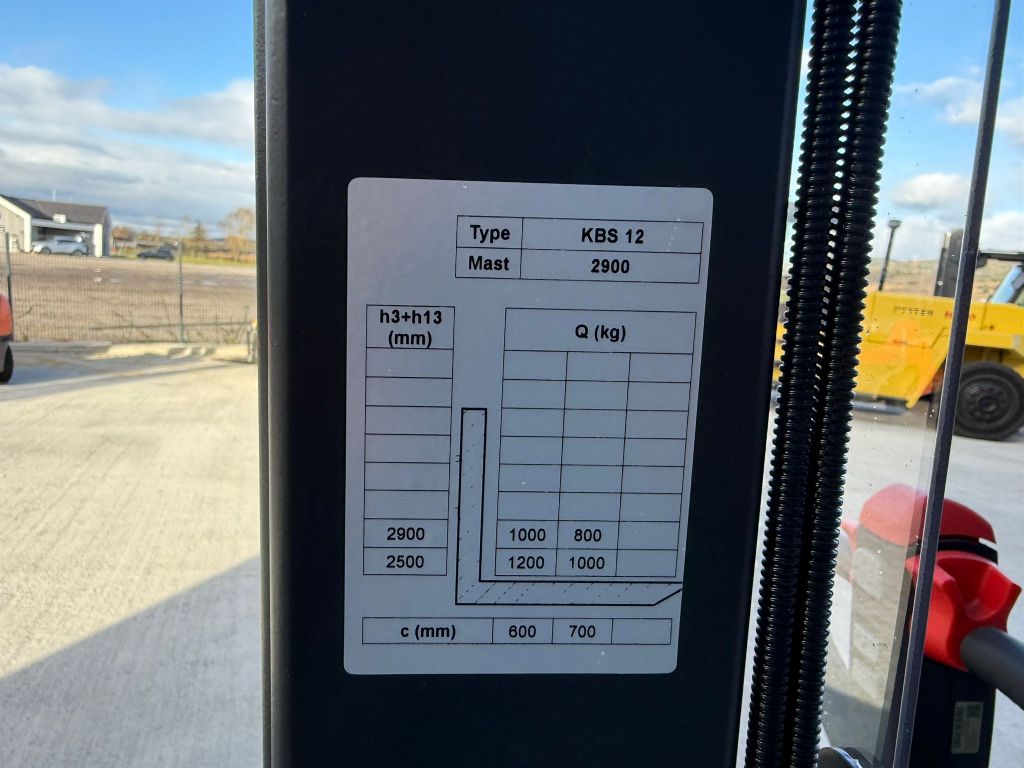 Type KBS 12
Mast 2900
h3+h13
(mm)
Q (kg)
2900 1000 800
2500 1200 1000
c (mm) 600 700